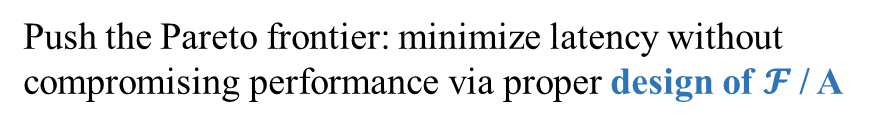 Push the Pareto frontier: minimize latency without
compromising performance via proper design of ℱ / A